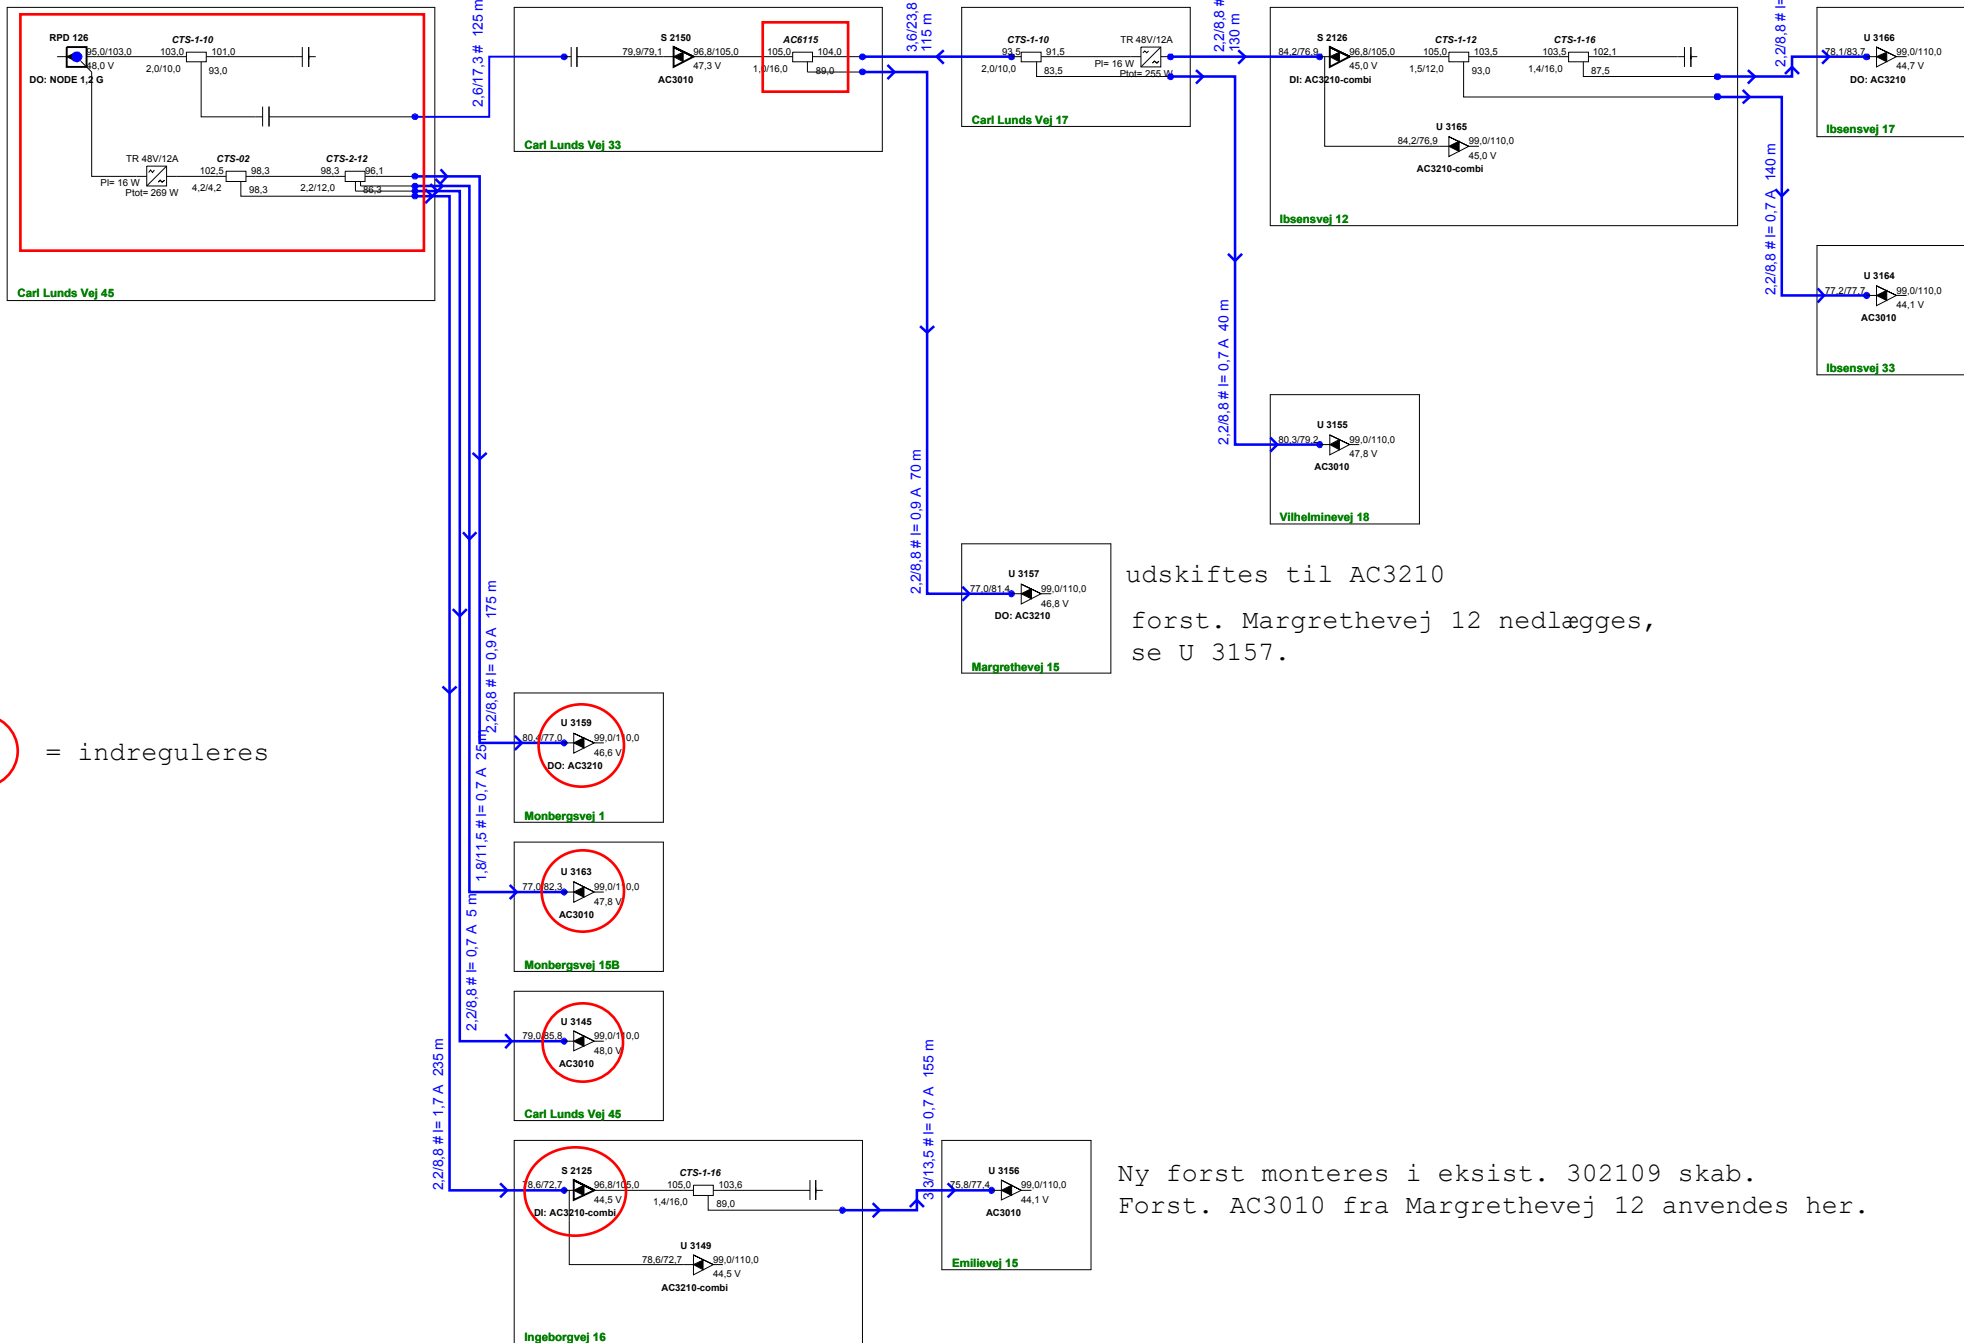 RPD 126
95,0/103,0
48,0 V
DO: NODE 1,2 G
CTS-1-10
103,0 101,0
2,0/10,0 93,0
TR 48V/12A
PI= 16 W
Ptot= 269 W
CTS-02
102,5 98,3
4,2/4,2 98,3
CTS-2-12
98,3 96,1
2,2/12,0 86,3
Carl Lunds Vej 45
2,6/17,3 # 125 m
S 2150
79,9/79,1 96,8/105,0
47,3 V
AC3010
AC6115
105,0 104,0
1,0/16,0 89,0
Carl Lunds Vej 33
3,6/23,8
115 m
CTS-1-10
93,5 91,5
2,0/10,0 83,5
TR 48V/12A
PI= 16 W
Ptot= 255 W
Carl Lunds Vej 17
2,2/8,8 #
130 m
S 2126
84,2/76,9 96,8/105,0
45,0 V
DI: AC3210-combi
CTS-1-12
105,0 103,5
1,5/12,0 93,0
CTS-1-16
103,5 102,1
1,4/16,0 87,5
U 3165
84,2/76,9 99,0/110,0
45,0 V
AC3210-combi
Ibsensvej 12
2,2/8,8 # I=
U 3166
78,1/83,7 99,0/110,0
44,7 V
DO: AC3210
Ibsensvej 17
2,2/8,8 # I= 0,7 A 140 m
U 3164
77,2/77,7 99,0/110,0
44,1 V
AC3010
Ibsensvej 33
2,2/8,8 # I= 0,7 A 40 m
U 3155
80,3/79,2 99,0/110,0
47,8 V
AC3010
Vilhelminevej 18
2,2/8,8 # I= 0,9 A 70 m
U 3157
77,0/81,4 99,0/110,0
46,8 V
DO: AC3210
Margrethevej 15
udskiftes til AC3210
forst. Margrethevej 12 nedlægges,
se U 3157.
= indreguleres
2,2/8,8 # I= 0,9 A 175 m
U 3159
80,4/77,0 99,0/110,0
46,6 V
DO: AC3210
Monbergsvej 1
1,8/11,5 # I= 0,7 A 25 m
U 3163
77,0/82,3 99,0/110,0
47,8 V
AC3010
Monbergsvej 15B
2,2/8,8 # I= 0,7 A 5 m
U 3145
79,0/85,8 99,0/110,0
48,0 V
AC3010
Carl Lunds Vej 45
2,2/8,8 # I= 1,7 A 235 m
S 2125
78,6/72,7 96,8/105,0
44,5 V
DI: AC3210-combi
CTS-1-16
105,0 103,6
1,4/16,0 89,0
U 3149
78,6/72,7 99,0/110,0
44,5 V
AC3210-combi
Ingeborgvej 16
3,3/13,5 # I= 0,7 A 155 m
U 3156
75,8/77,4 99,0/110,0
44,1 V
AC3010
Emilievej 15
Ny forst monteres i eksist. 302109 skab.
Forst. AC3010 fra Margrethevej 12 anvendes her.